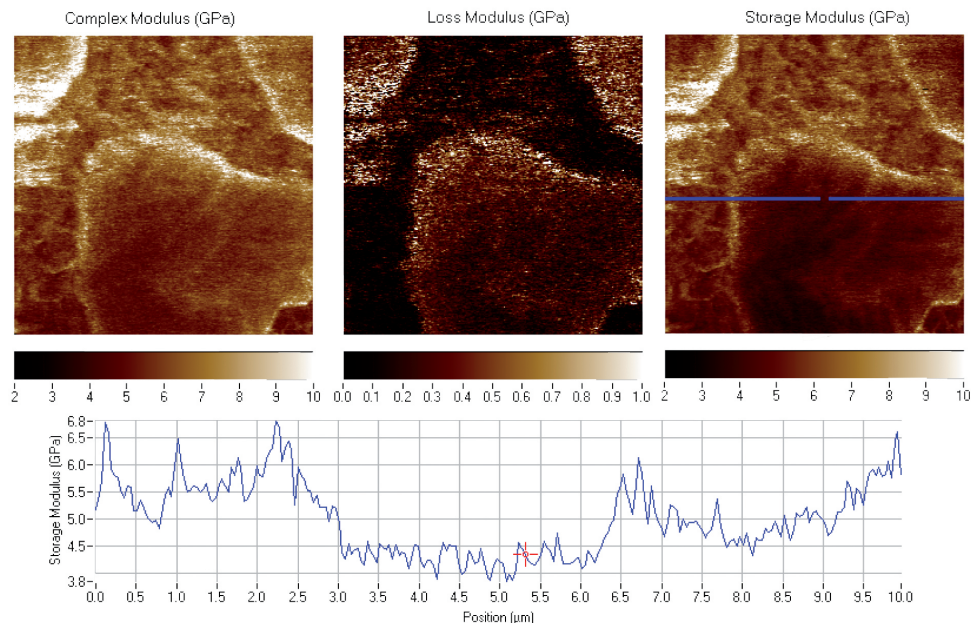 Complex Modulus (GPa) Loss Modulus (GPa) Storage Modulus (GPa)
2 3 4 5 6 7 8 9 10 0.0 0.1 0.2 0.3 0.4 0.5 0.6 0.7 0.8 0.9 1.0 2 3 4 5 6 7 8 9 10
Storage Modulus (GPa)
6.8
6.5
6.0
5.5
5.0
4.5
3.8
0.0 0.5 1.0 1.5 2.0 2.5 3.0 3.5 4.0 4.5 5.0 5.5 6.0 6.5 7.0 7.5 8.0 8.5 9.0 9.5 10.0
Position (µm)